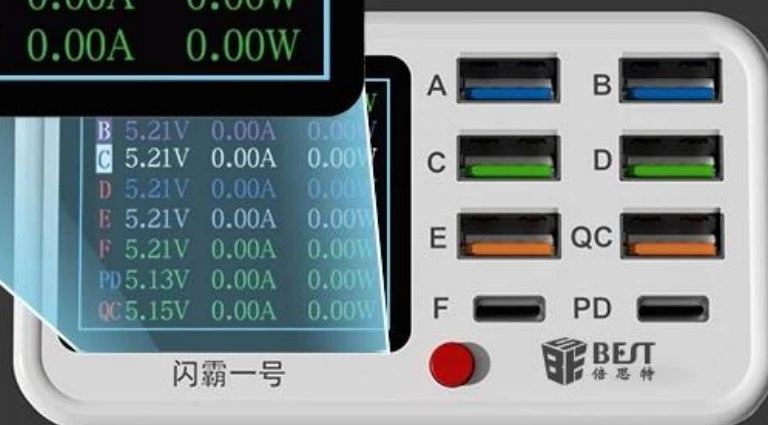 0.00A 0.00W
0.00A 0.00W
B 5.21V 0.00A 0.00
C 5.21V 0.00A 0.00W
D 5.21V 0.00A 0.00W
E 5.21V 0.00A 0.00W
F 5.21V 0.00A 0.00W
PD 5.13V 0.00A 0.00W
QC 5.15V 0.00A 0.00W
闪霸一号
A B
C D
E QC
F PD
BEST
倍思特